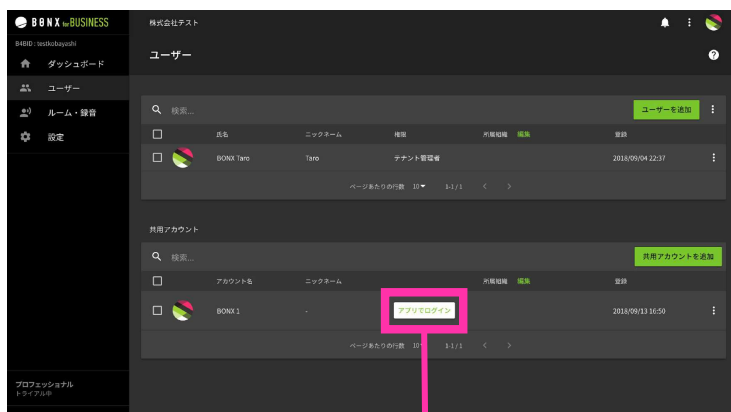 BONX for BUSINESS
株式会社テスト
B4BID : testkobayashi
ダッシュボード
ユーザー
ルーム・録音
設定
プロフェッショナル
トライアル中
ユーザー
検索...
ユーザーを追加
氏名 ニックネーム 権限 所属組織 編集 登録
BONX Taro Taro テナント管理者 2018/09/04 22:37
ページあたりの行数 10 1-1 / 1
共用アカウント
検索...
共用アカウントを追加
アカウント名 ニックネーム 所属組織 編集 登録
BONX 1 - アプリでログイン 2018/09/13 16:50
ページあたりの行数 10 1-1 / 1